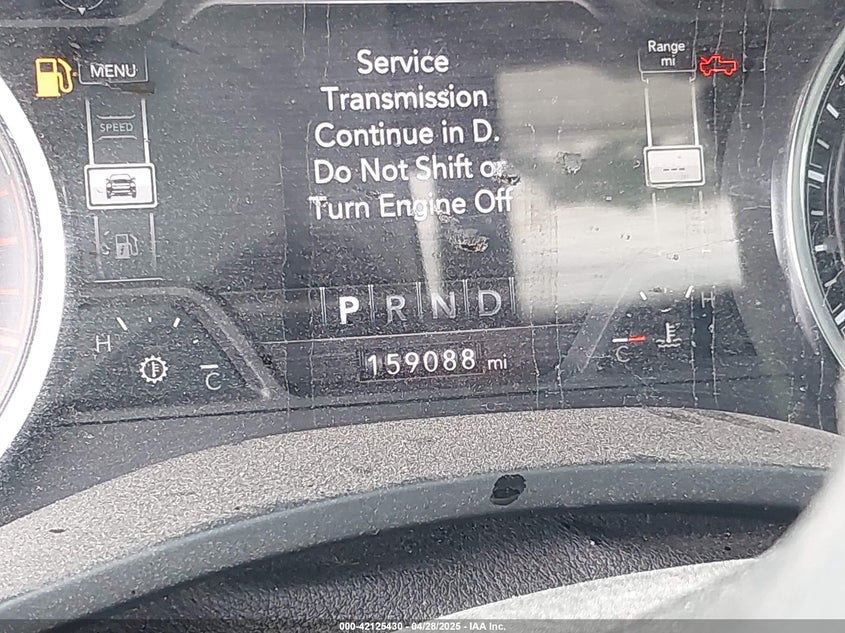 MENU
Range
mi
SPEED
Service
Transmission
Continue in D.
Do Not Shift or
Turn Engine Off
---
P R N D
H
C
H
C
159088 mi
000-42125430 - 04/28/2025 - IAA Inc.